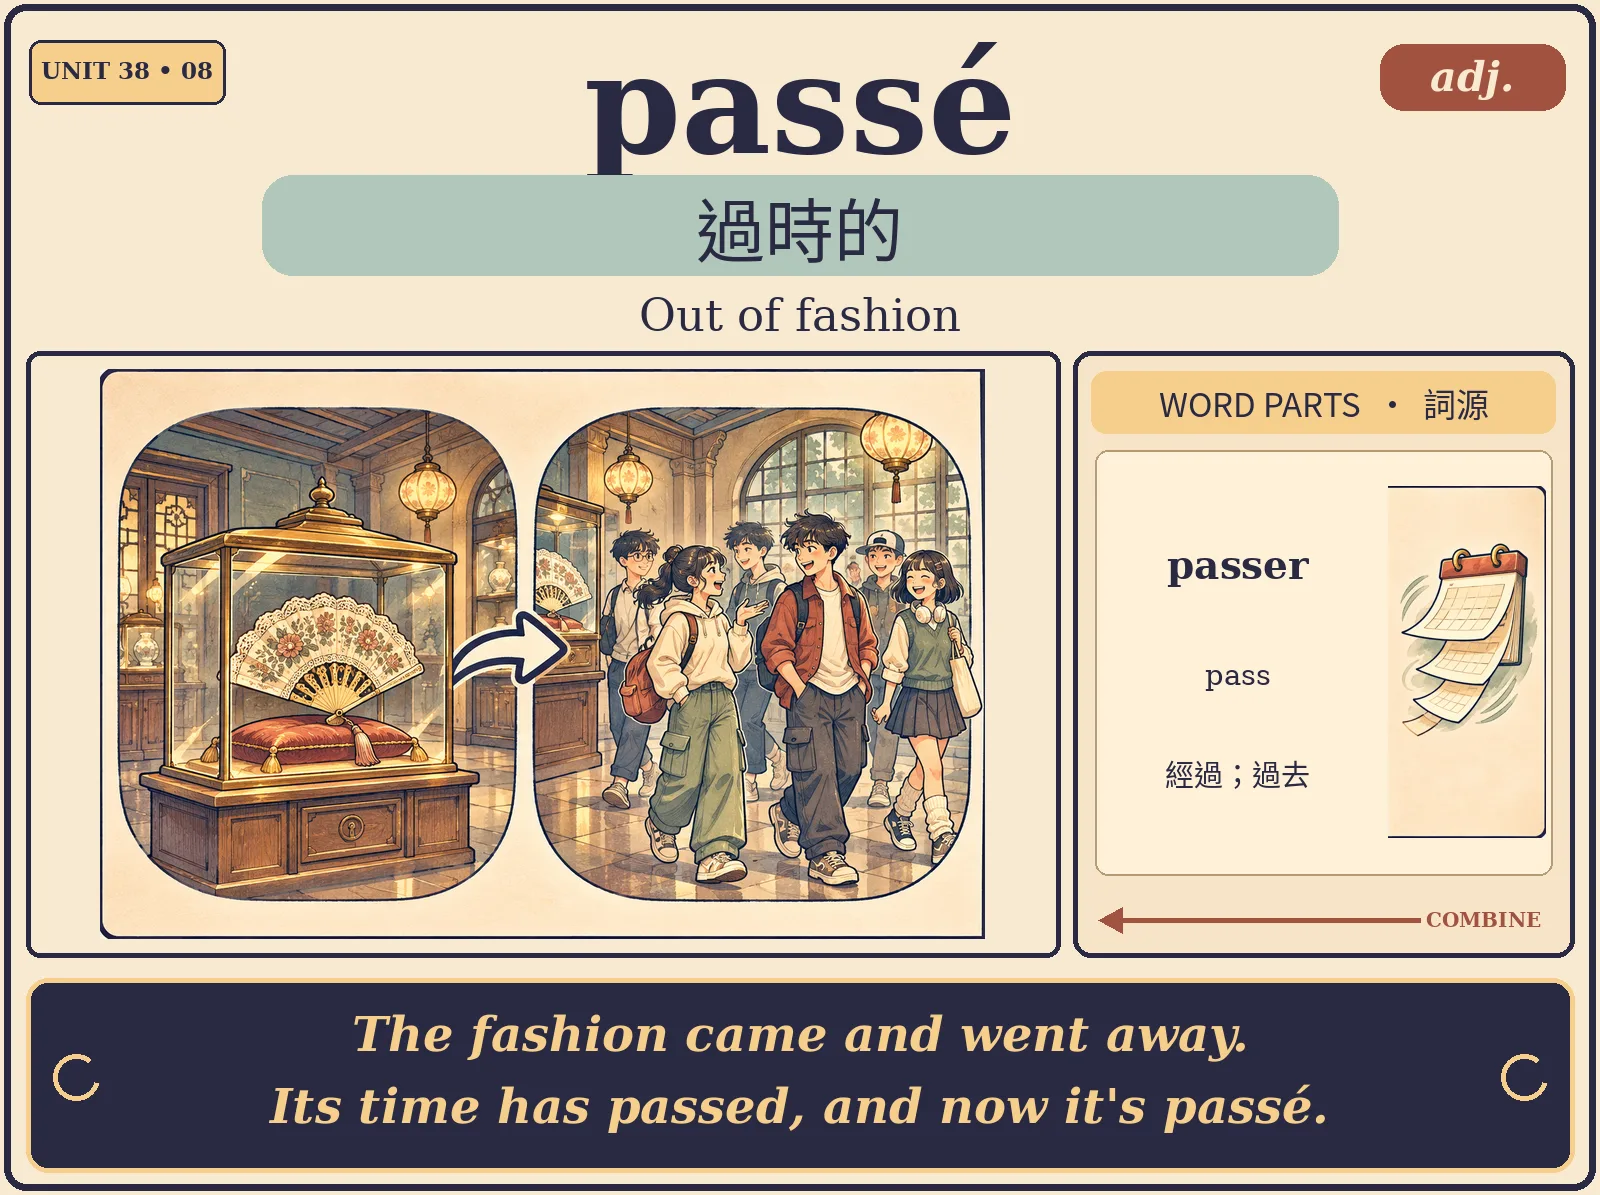 UNIT 38 • 08
passé
adj.
過時的
Out of fashion
WORD PARTS ・ 詞源
passer
pass
經過；過去
COMBINE
The fashion came and went away.
Its time has passed, and now it's passé.